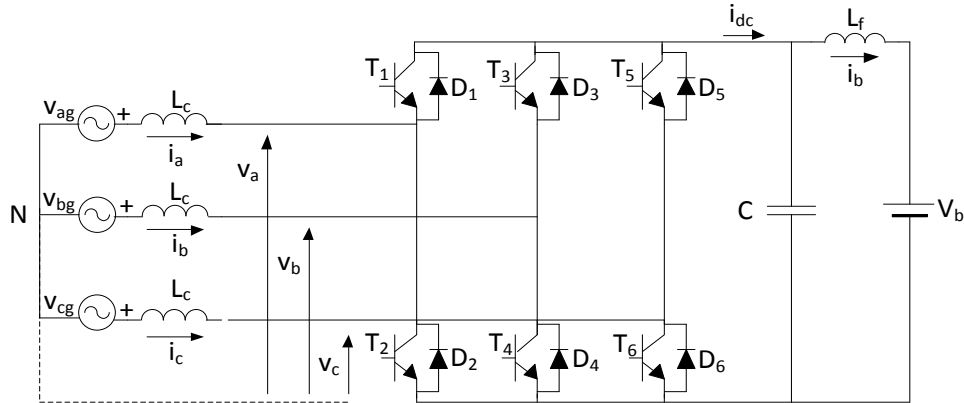 i_dc
L_f
T_1
D_1
T_3
D_3
T_5
D_5
i_b
v_ag
+
L_c
i_a
v_a
N
v_bg
+
L_c
i_b
v_b
C
V_b
v_cg
+
L_c
i_c
v_c
T_2
D_2
T_4
D_4
T_6
D_6